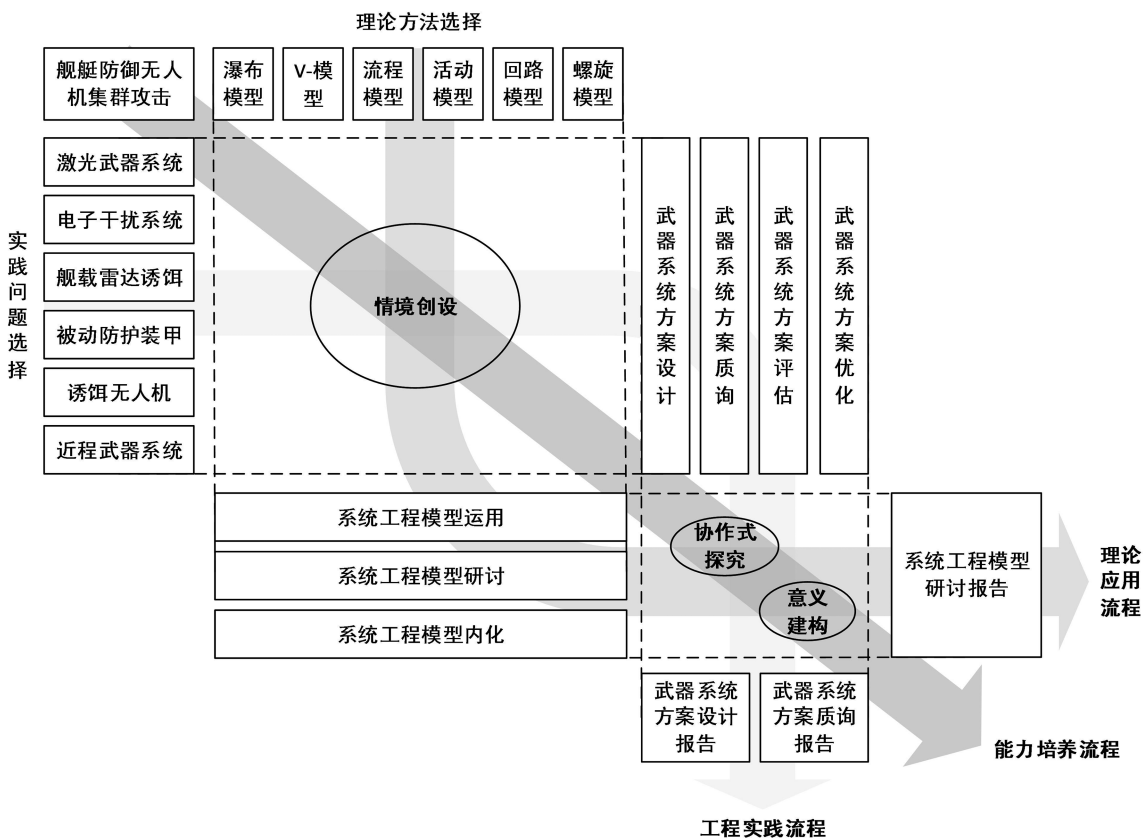 理论方法选择
舰艇防御无人
机集群攻击
瀑布
模型
V-模
型
流程
模型
活动
模型
回路
模型
螺旋
模型
实践问题选择
激光武器系统
电子干扰系统
舰载雷达诱饵
被动防护装甲
诱饵无人机
近程武器系统
情境创设
武器系统方案设计
武器系统方案质询
武器系统方案评估
武器系统方案优化
系统工程模型运用
系统工程模型研讨
系统工程模型内化
协作式
探究
意义
建构
系统工程模型
研讨报告
理论
应用
流程
武器系统
方案设计
报告
武器系统
方案质询
报告
能力培养流程
工程实践流程